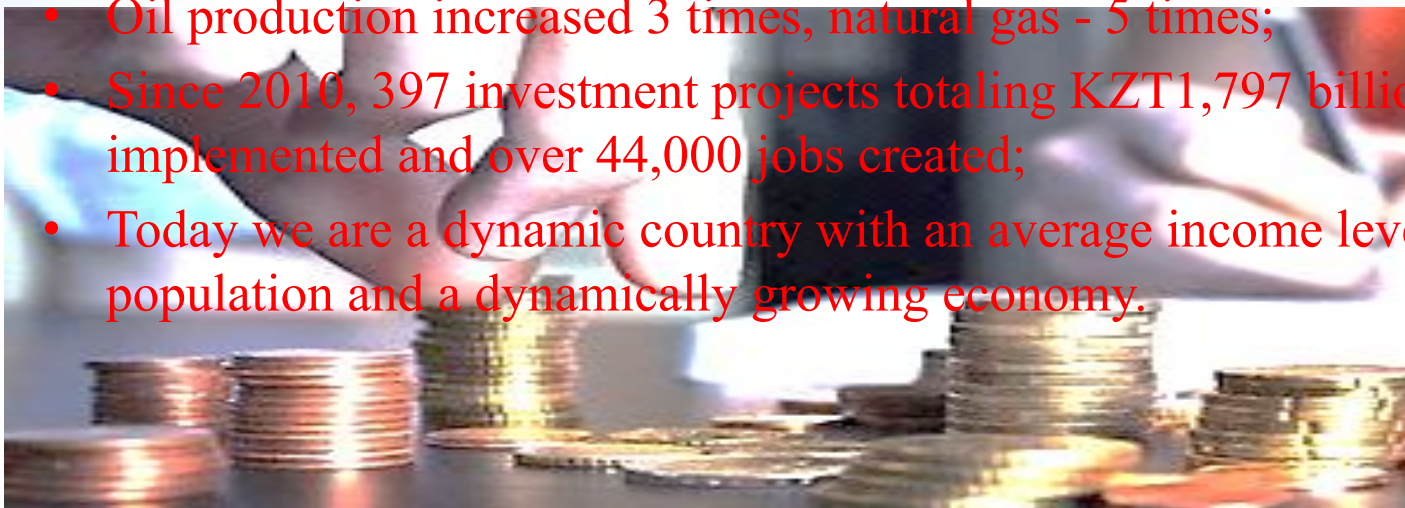 • Oil production increased 3 times, natural gas - 5 times;
• Since 2010, 397 investment projects totaling KZT1,797
implemented and over 44,000 jobs created;
• Today we are a dynamic country with an average income
population and a dynamically growing economy.